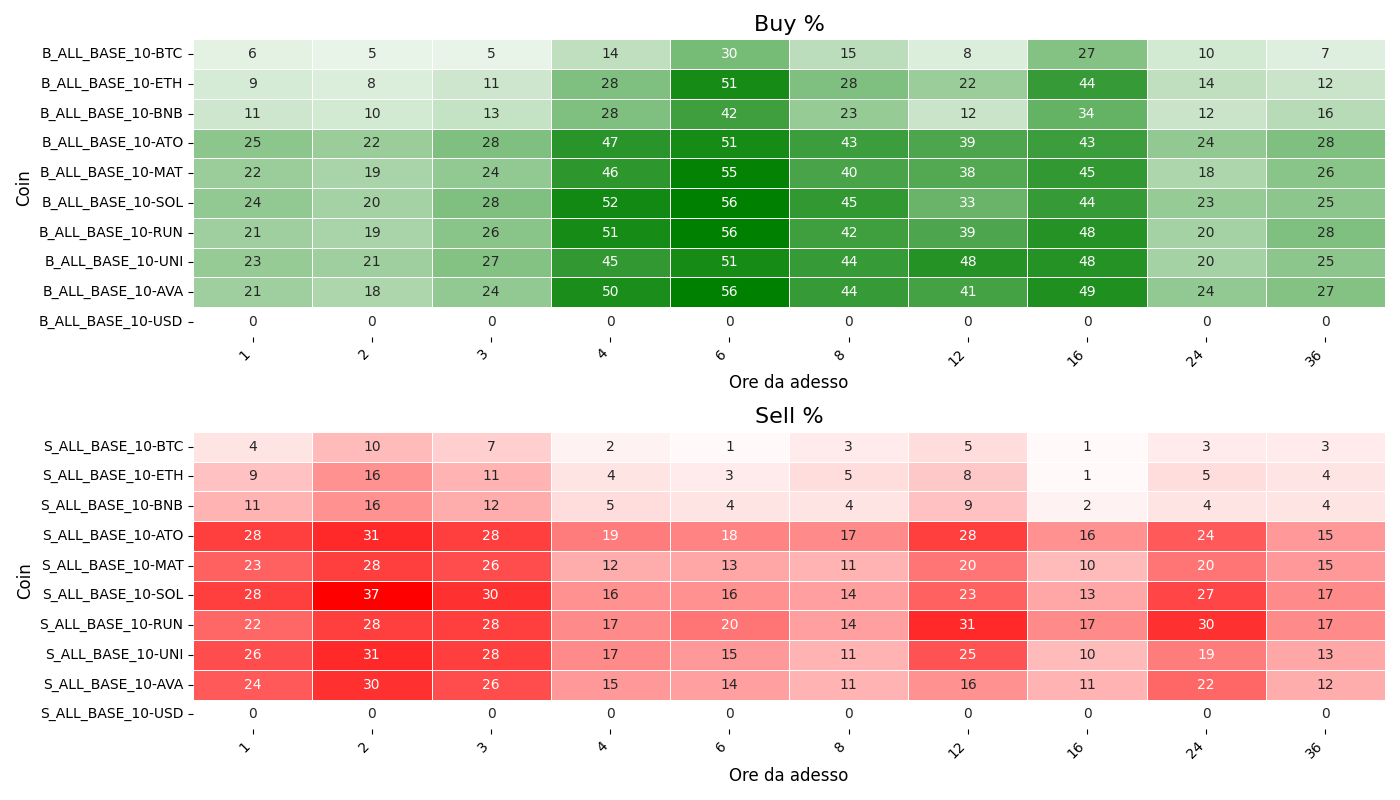 Buy %
Coin
B_ALL_BASE_10-BTC 6 5 5 14 30 15 8 27 10 7
B_ALL_BASE_10-ETH 9 8 11 28 51 28 22 44 14 12
B_ALL_BASE_10-BNB 11 10 13 28 42 23 12 34 12 16
B_ALL_BASE_10-ATO 25 22 28 47 51 43 39 43 24 28
B_ALL_BASE_10-MAT 22 19 24 46 55 40 38 45 18 26
B_ALL_BASE_10-SOL 24 20 28 52 56 45 33 44 23 25
B_ALL_BASE_10-RUN 21 19 26 51 56 42 39 48 20 28
B_ALL_BASE_10-UNI 23 21 27 45 51 44 48 48 20 25
B_ALL_BASE_10-AVA 21 18 24 50 56 44 41 49 24 27
B_ALL_BASE_10-USD 0 0 0 0 0 0 0 0 0 0
1 2 3 4 6 8 12 16 24 36
Ore da adesso
Sell %
Coin
S_ALL_BASE_10-BTC 4 10 7 2 1 3 5 1 3 3
S_ALL_BASE_10-ETH 9 16 11 4 3 5 8 1 5 4
S_ALL_BASE_10-BNB 11 16 12 5 4 4 9 2 4 4
S_ALL_BASE_10-ATO 28 31 28 19 18 17 28 16 24 15
S_ALL_BASE_10-MAT 23 28 26 12 13 11 20 10 20 15
S_ALL_BASE_10-SOL 28 37 30 16 16 14 23 13 27 17
S_ALL_BASE_10-RUN 22 28 28 17 20 14 31 17 30 17
S_ALL_BASE_10-UNI 26 31 28 17 15 11 25 10 19 13
S_ALL_BASE_10-AVA 24 30 26 15 14 11 16 11 22 12
S_ALL_BASE_10-USD 0 0 0 0 0 0 0 0 0 0
1 2 3 4 6 8 12 16 24 36
Ore da adesso